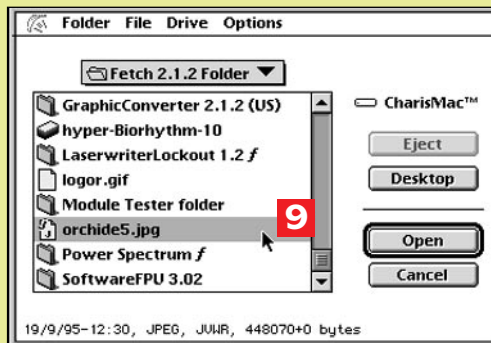 Folder File Drive Options
Fetch 2.1.2 Folder
GraphicConverter 2.1.2 (US)
hyper-Biorhythm-10
LaserwriterLockout 1.2 ƒ
logor.gif
Module Tester folder
orchide5.jpg
Power Spectrum ƒ
SoftwareFPU 3.02
9
CharisMac™
Eject
Desktop
Open
Cancel
19/9/95-12:30, JPEG, JVWR, 448070+0 bytes